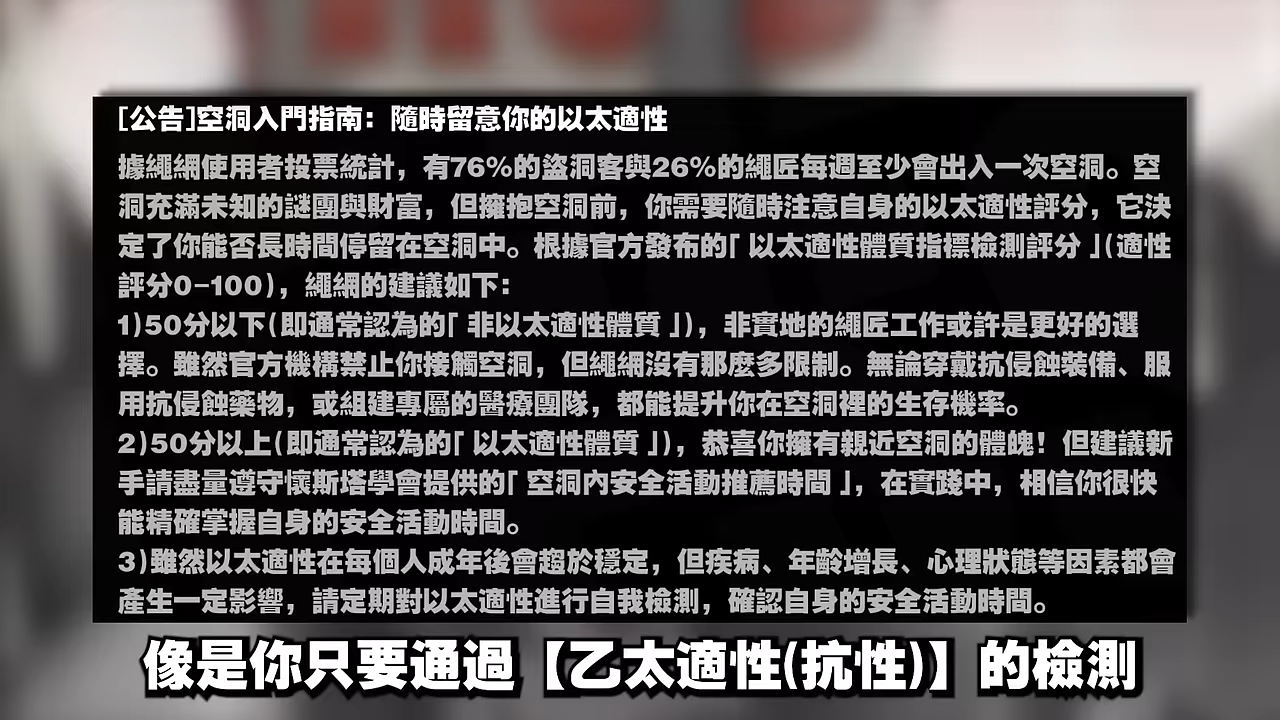 [公告]空洞入門指南：隨時留意你的以太適性
據繩網使用者投票統計，有76%的盜洞客與26%的繩匠每週至少會出入一次空洞。空
洞充滿未知的謎團與財富，但擁抱空洞前，你需要隨時注意自身的以太適性評分，它決
定了你能否長時間停留在空洞中。根據官方發布的「以太適性體質指標檢測評分」(適性
評分0-100)，繩網的建議如下：
1)50分以下(即通常認為的「非以太適性體質」)，非實地的繩匠工作或許是更好的選
擇。雖然官方機構禁止你接觸空洞，但繩網沒有那麼多限制。無論穿戴抗侵蝕裝備、服
用抗侵蝕藥物，或組建專屬的醫療團隊，都能提升你在空洞裡的生存機率。
2)50分以上(即通常認為的「以太適性體質」)，恭喜你擁有親近空洞的體魄！但建議新
手請盡量遵守懷斯塔學會提供的「空洞內安全活動推薦時間」，在實踐中，相信你很快
能精確掌握自身的安全活動時間。
3)雖然以太適性在每個人成年後會趨於穩定，但疾病、年齡增長、心理狀態等因素都會
產生一定影響，請定期對以太適性進行自我檢測，確認自身的安全活動時間。
像是你只要通過【乙太適性(抗性)】的檢測